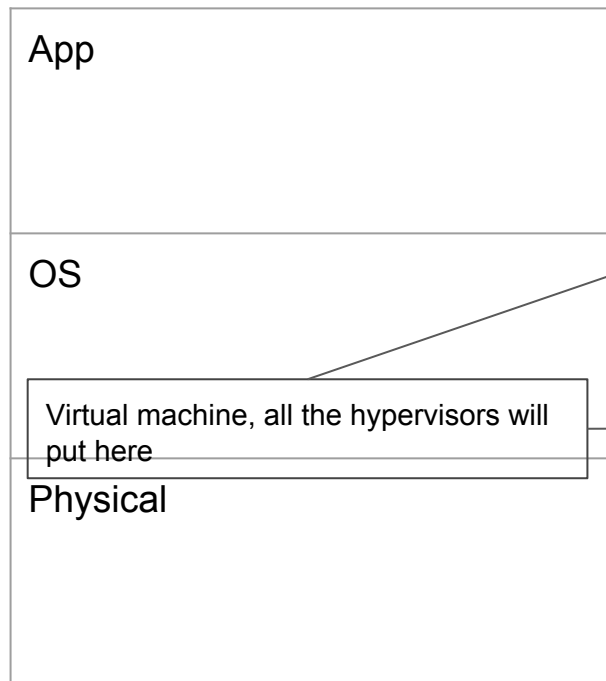 App
OS
Virtual machine, all the hypervisors will
put here
Physical